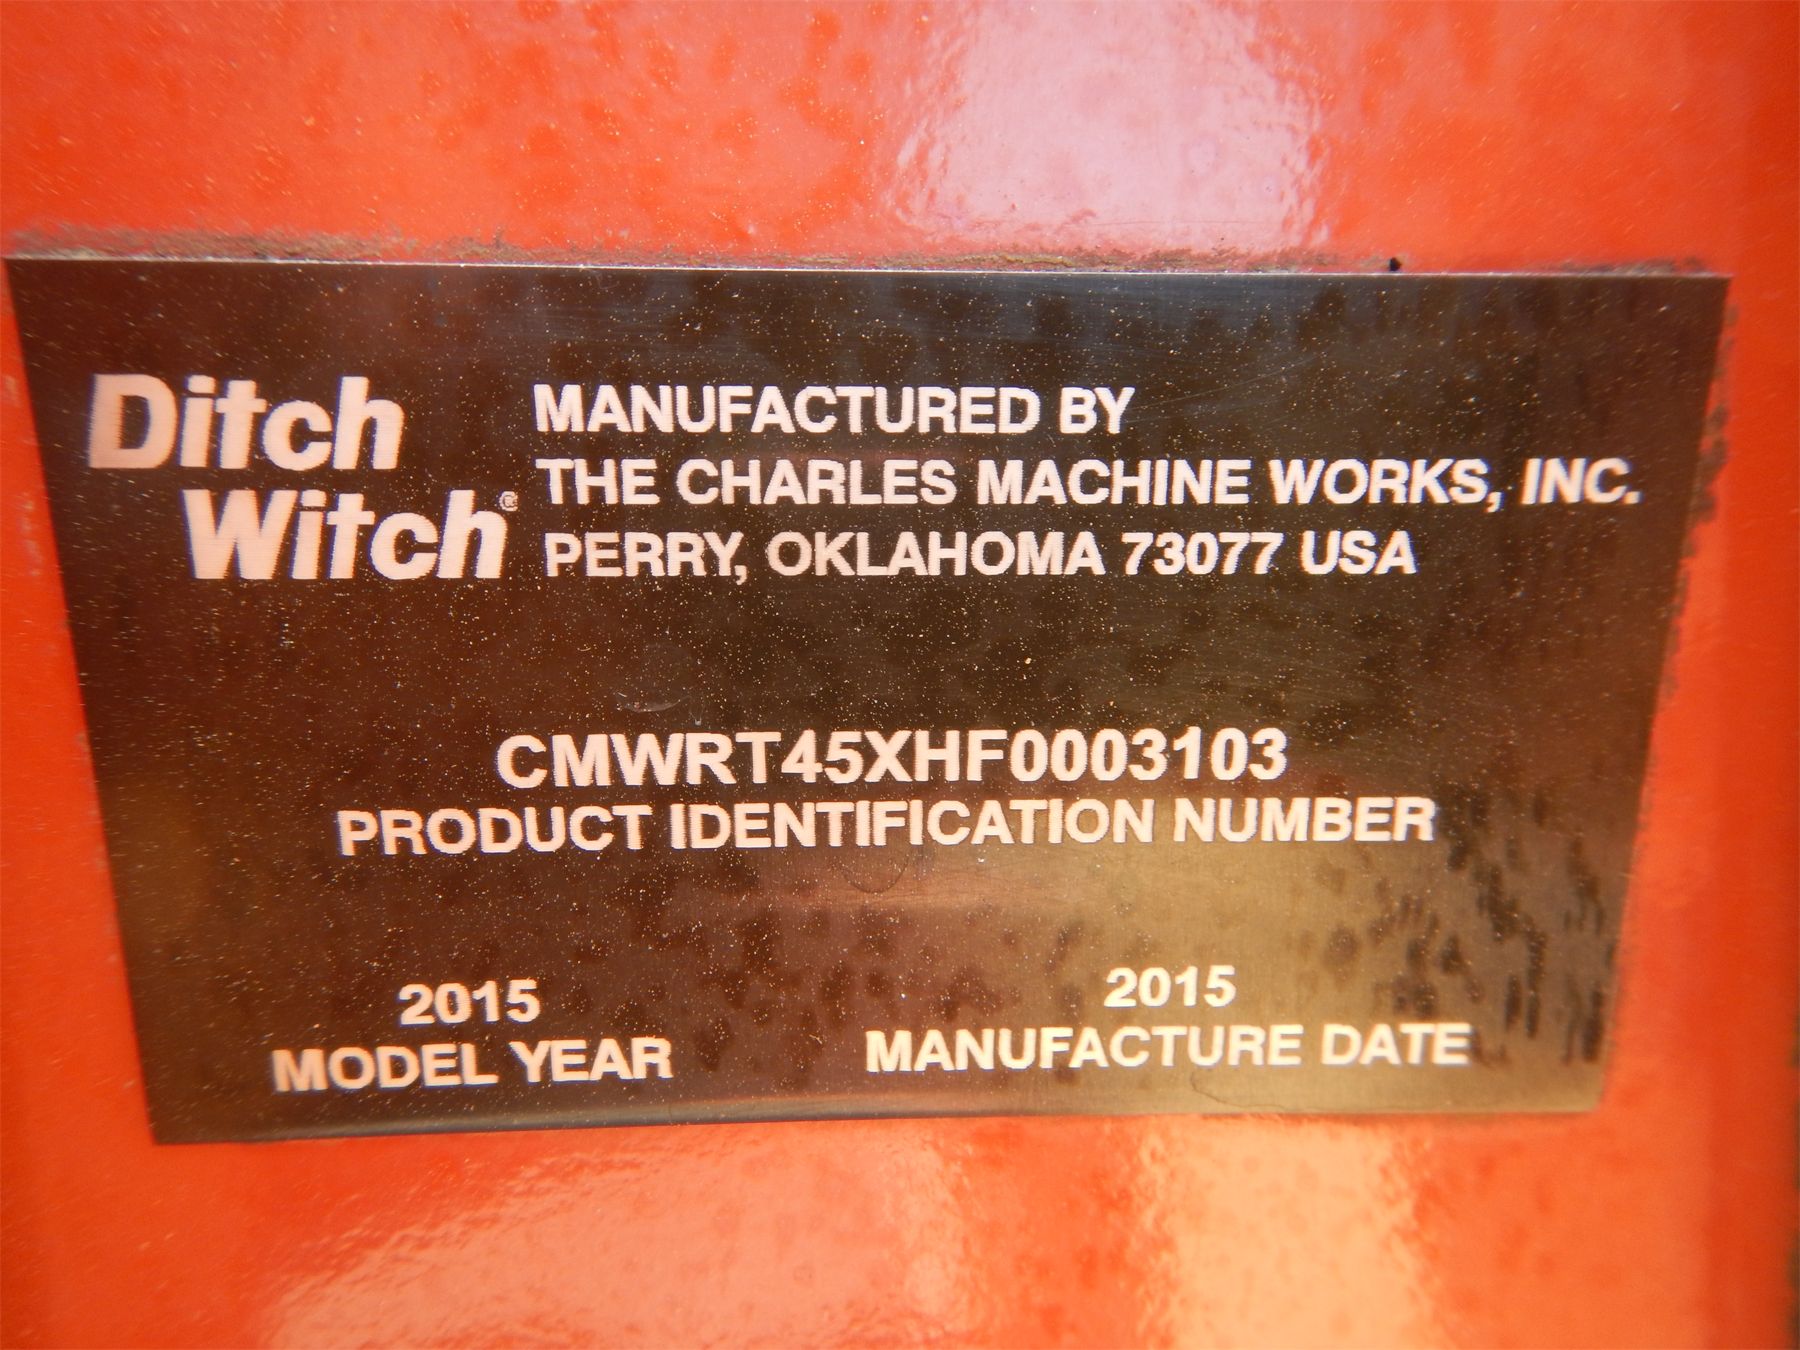 Ditch
Witch®
MANUFACTURED BY
THE CHARLES MACHINE WORKS, INC.
PERRY, OKLAHOMA 73077 USA
CMWRT45XHF0003103
PRODUCT IDENTIFICATION NUMBER
2015
MODEL YEAR
2015
MANUFACTURE DATE